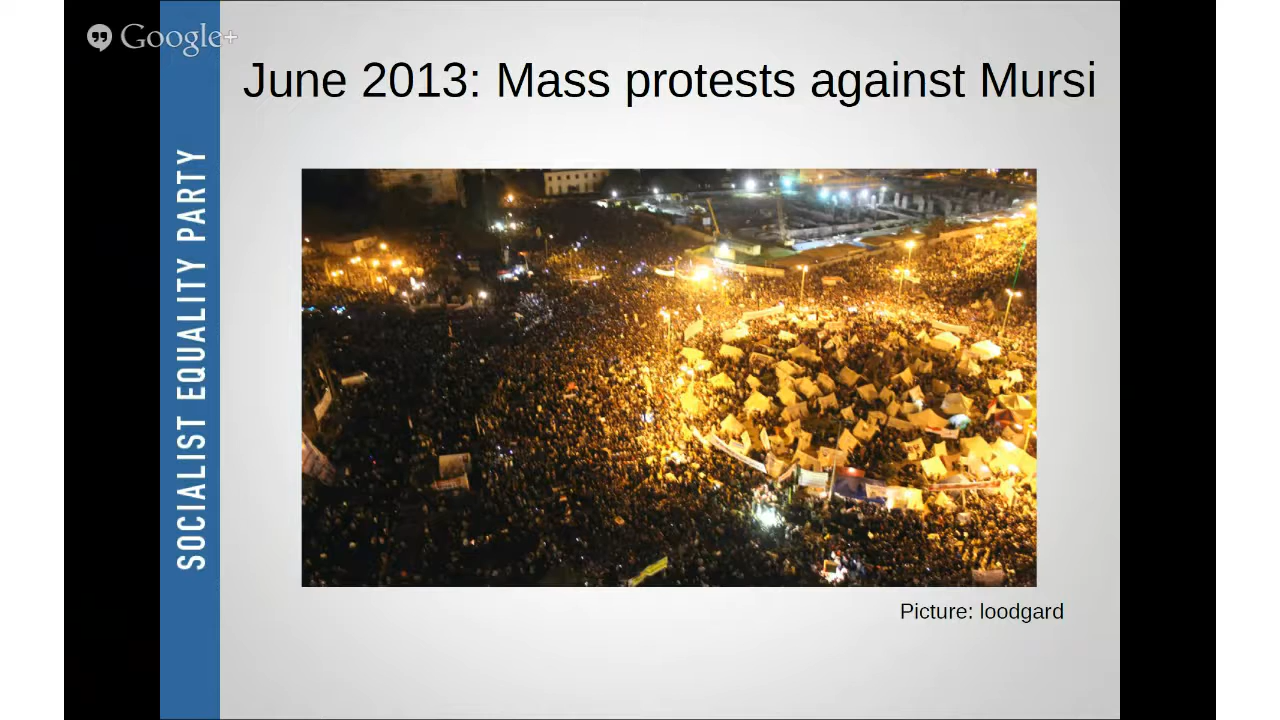 Google+
June 2013: Mass protests against Mursi
SOCIALIST EQUALITY PARTY
Picture: loodgard